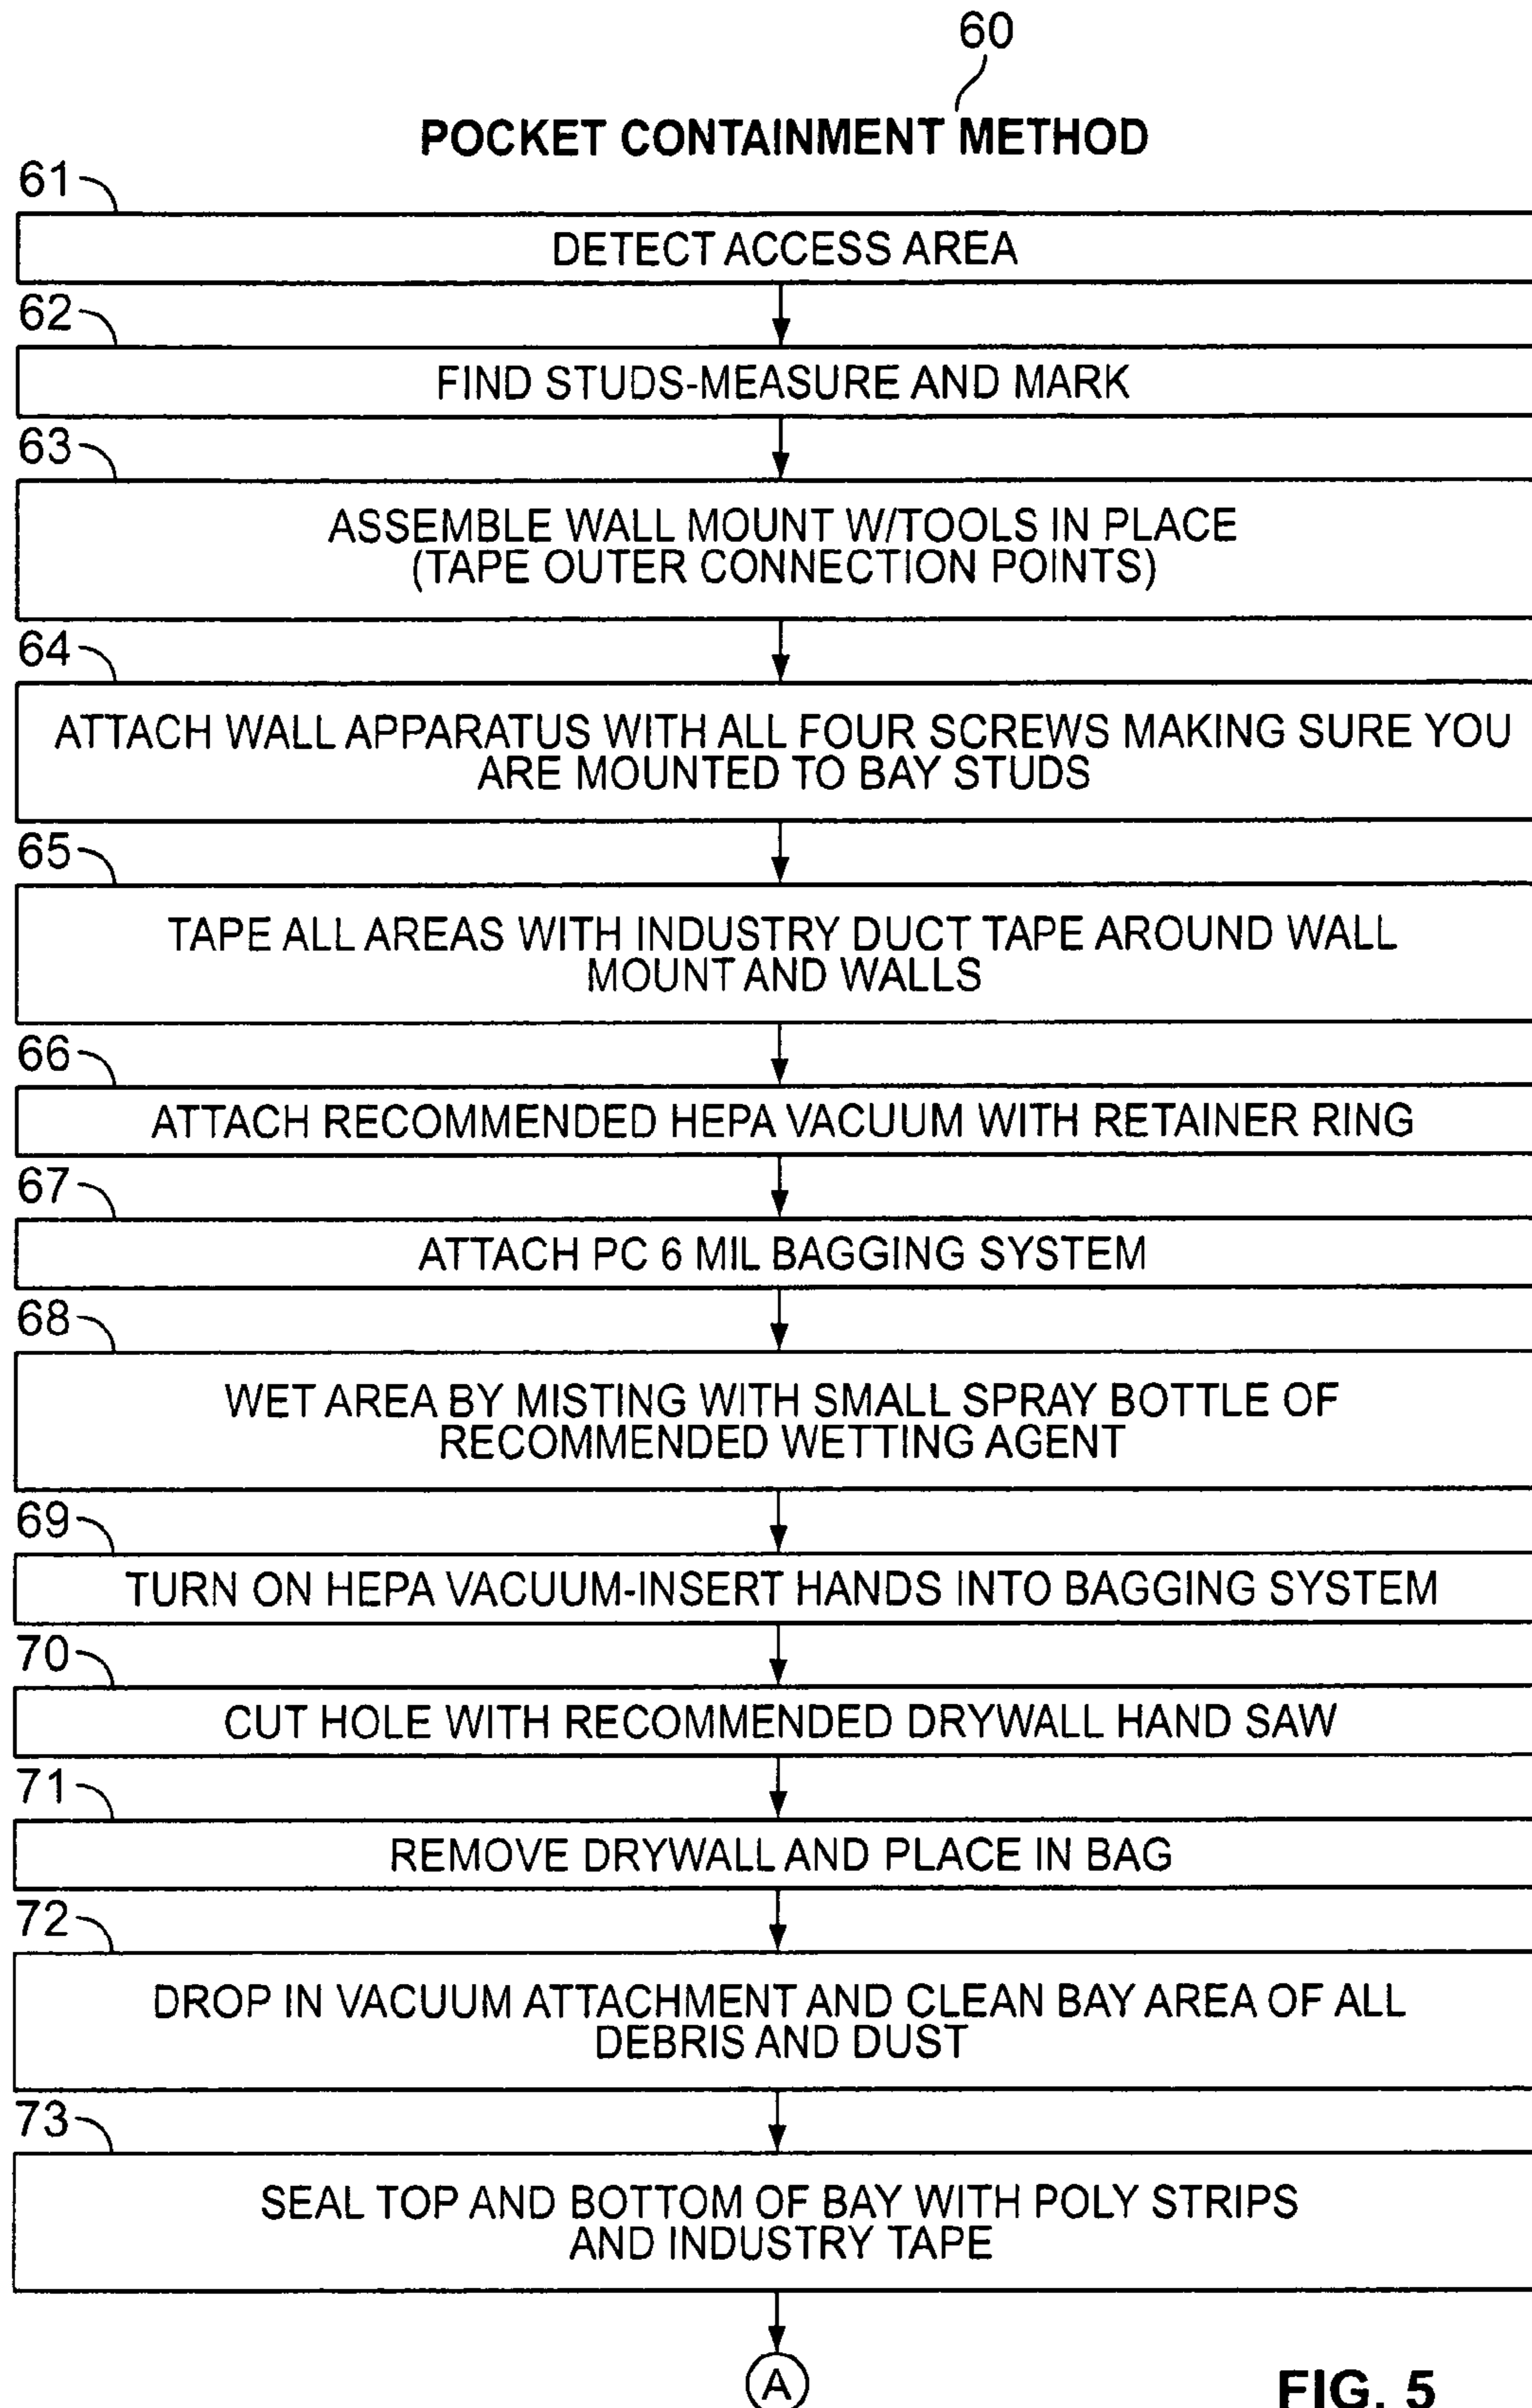 60
POCKET CONTAINMENT METHOD
61
DETECT ACCESS AREA
62
FIND STUDS-MEASURE AND MARK
63
ASSEMBLE WALL MOUNT W/TOOLS IN PLACE
(TAPE OUTER CONNECTION POINTS)
64
ATTACH WALL APPARATUS WITH ALL FOUR SCREWS MAKING SURE YOU
ARE MOUNTED TO BAY STUDS
65
TAPE ALL AREAS WITH INDUSTRY DUCT TAPE AROUND WALL
MOUNT AND WALLS
66
ATTACH RECOMMENDED HEPA VACUUM WITH RETAINER RING
67
ATTACH PC 6 MIL BAGGING SYSTEM
68
WET AREA BY MISTING WITH SMALL SPRAY BOTTLE OF
RECOMMENDED WETTING AGENT
69
TURN ON HEPA VACUUM-INSERT HANDS INTO BAGGING SYSTEM
70
CUT HOLE WITH RECOMMENDED DRYWALL HAND SAW
71
REMOVE DRYWALL AND PLACE IN BAG
72
DROP IN VACUUM ATTACHMENT AND CLEAN BAY AREA OF ALL
DEBRIS AND DUST
73
SEAL TOP AND BOTTOM OF BAY WITH POLY STRIPS
AND INDUSTRY TAPE
A
FIG. 5